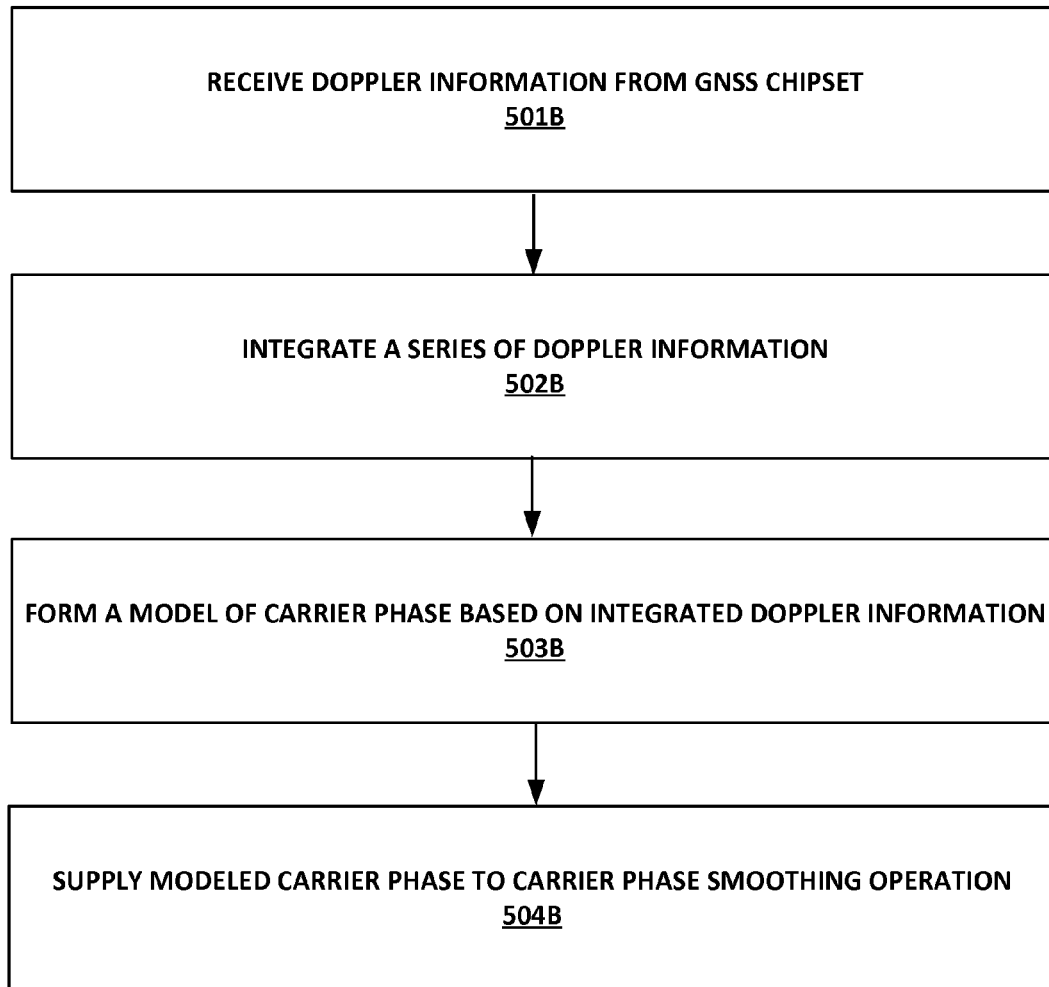 RECEIVE DOPPLER INFORMATION FROM GNSS CHIPSET
501B
INTEGRATE A SERIES OF DOPPLER INFORMATION
502B
FORM A MODEL OF CARRIER PHASE BASED ON INTEGRATED DOPPLER INFORMATION
503B
SUPPLY MODELED CARRIER PHASE TO CARRIER PHASE SMOOTHING OPERATION
504B